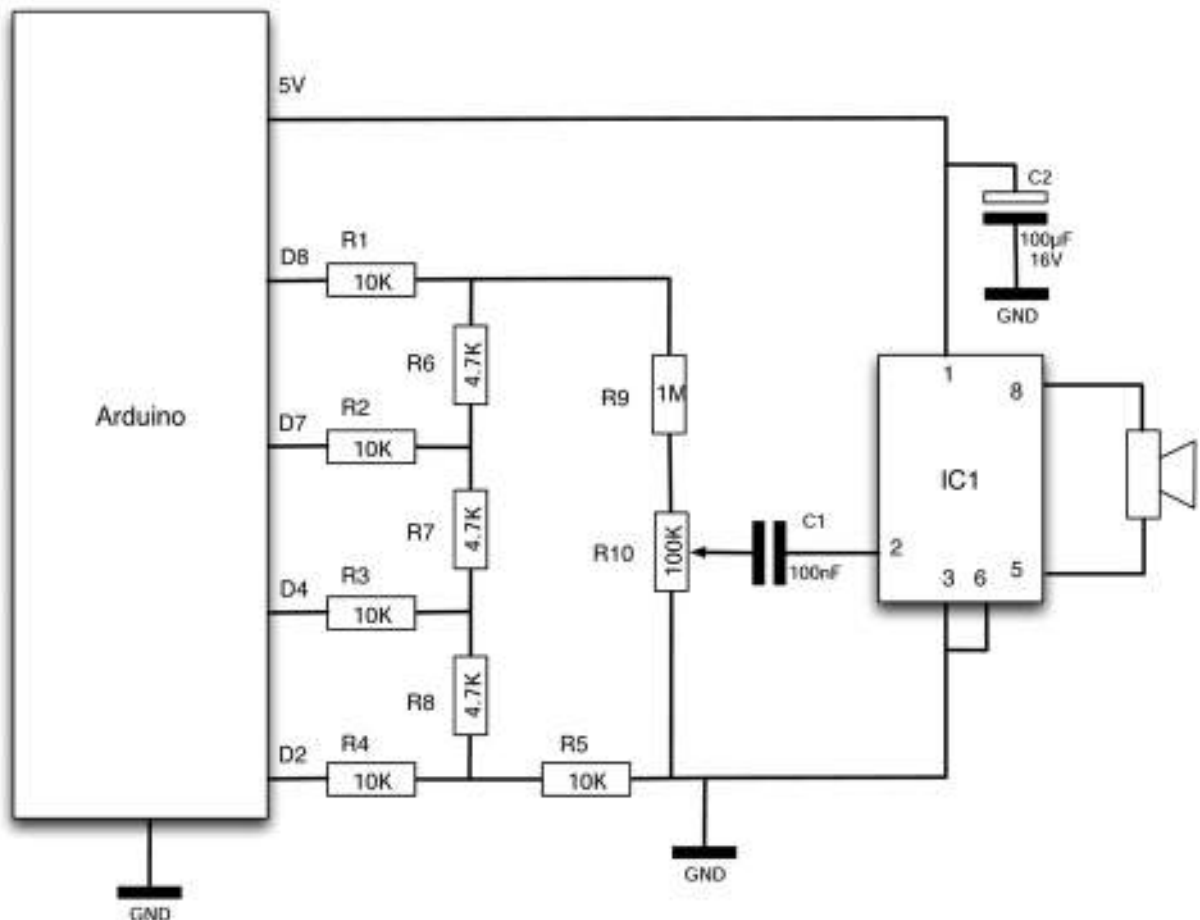 5V
C2
100µF
16V
GND
D8
R1
10K
R6
4.7K
R9
1M
Arduino
D7
R2
10K
1
8
IC1
R7
4.7K
R10
100K
C1
100nF
2
3
6
5
D4
R3
10K
R8
4.7K
D2
R4
10K
R5
10K
GND
GND